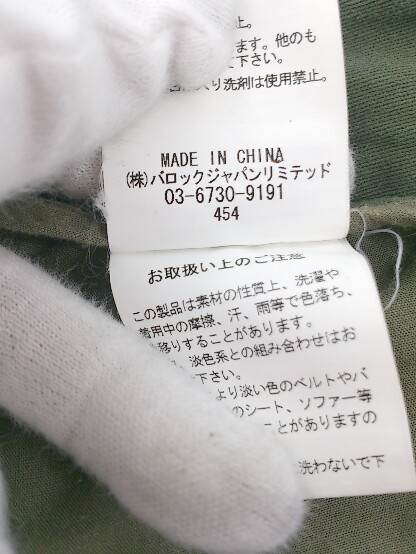 止。
ます。他のも
下さい。
り洗剤は使用禁止。
MADE IN CHINA
(株)バロックジャパンリミテッド
03-6730-9191
454
お取扱い上のご注意
この製品は素材の性質上、洗濯や
着用中の摩擦、汗、雨等で色落ち、
移りすることがあります。
淡色系との組み合わせはお
下さい。
より淡い色のベルトやバ
のシート、ソファー等
ことがありますの
洗わないで下